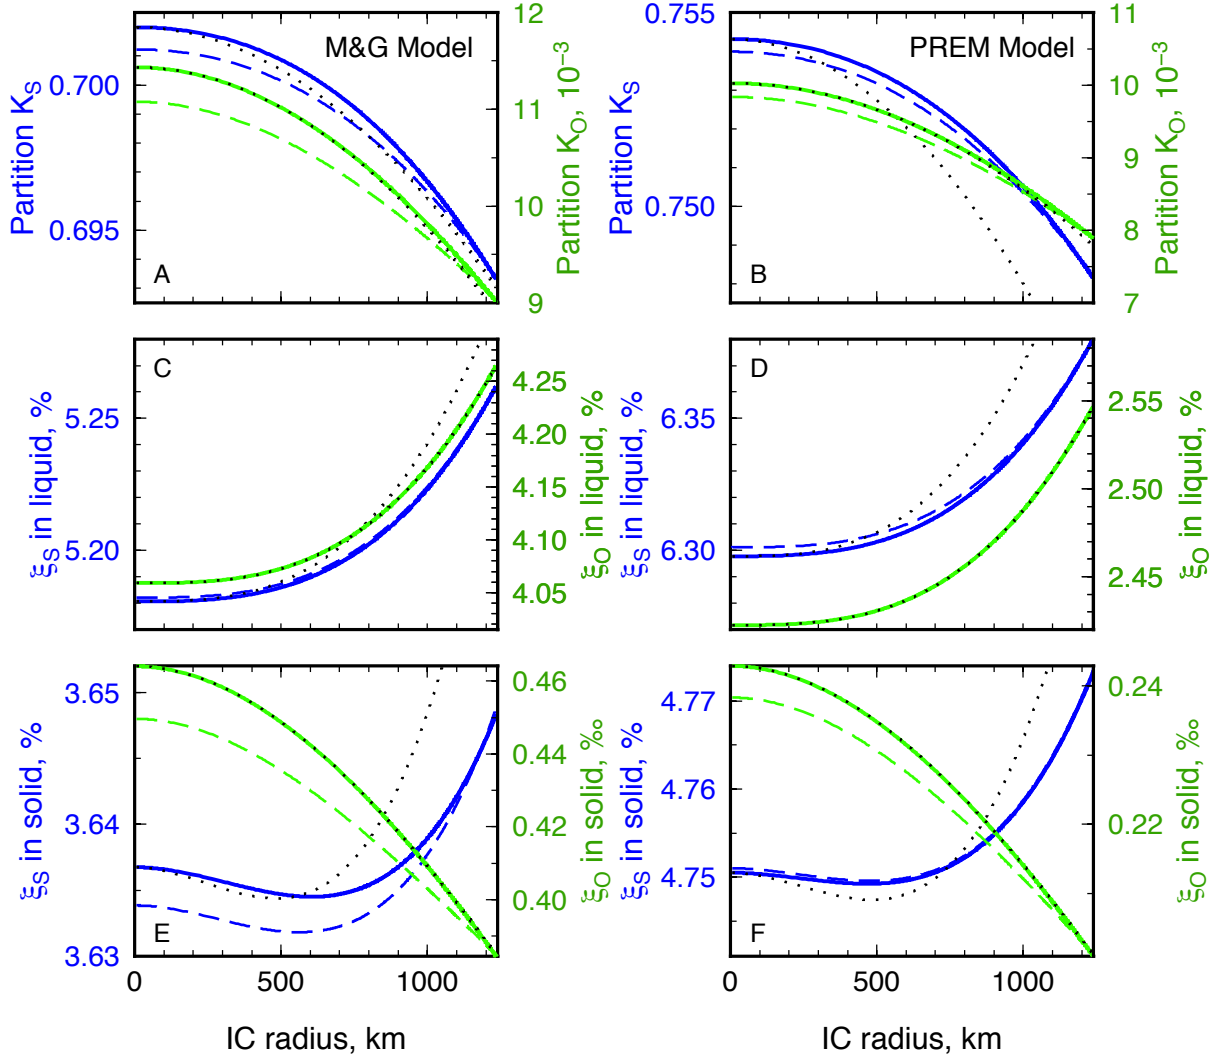 M&G Model
Partition K_S
0.700
0.695
12
11
10
9
Partition K_O, 10⁻³
A
PREM Model
Partition K_S
0.755
0.750
11
10
9
8
7
Partition K_O, 10⁻³
B
C
ξ_S in liquid, %
5.25
5.20
4.25
4.20
4.15
4.10
4.05
ξ_O in liquid, %
D
ξ_S in liquid, %
6.35
6.30
2.55
2.50
2.45
ξ_O in liquid, %
E
ξ_S in solid, %
3.65
3.64
3.63
0.46
0.44
0.42
0.40
ξ_O in solid, ‰
0
500
1000
IC radius, km
F
ξ_S in solid, %
4.77
4.76
4.75
0.24
0.22
ξ_O in solid, ‰
0
500
1000
IC radius, km